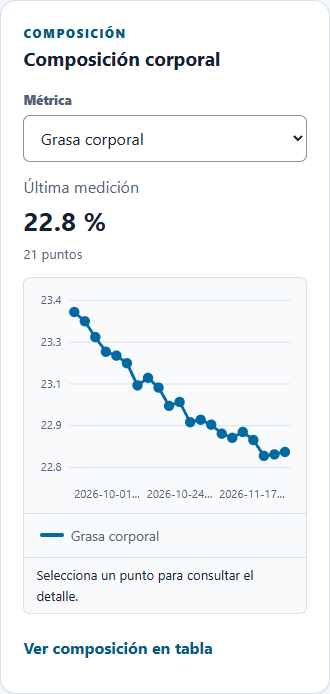 COMPOSICIÓN
Composición corporal
Métrica
Grasa corporal
Última medición
22.8 %
21 puntos
23.4
23.3
23.1
22.9
22.8
2026-10-01... 2026-10-24... 2026-11-17...
Grasa corporal
Selecciona un punto para consultar el
detalle.
Ver composición en tabla